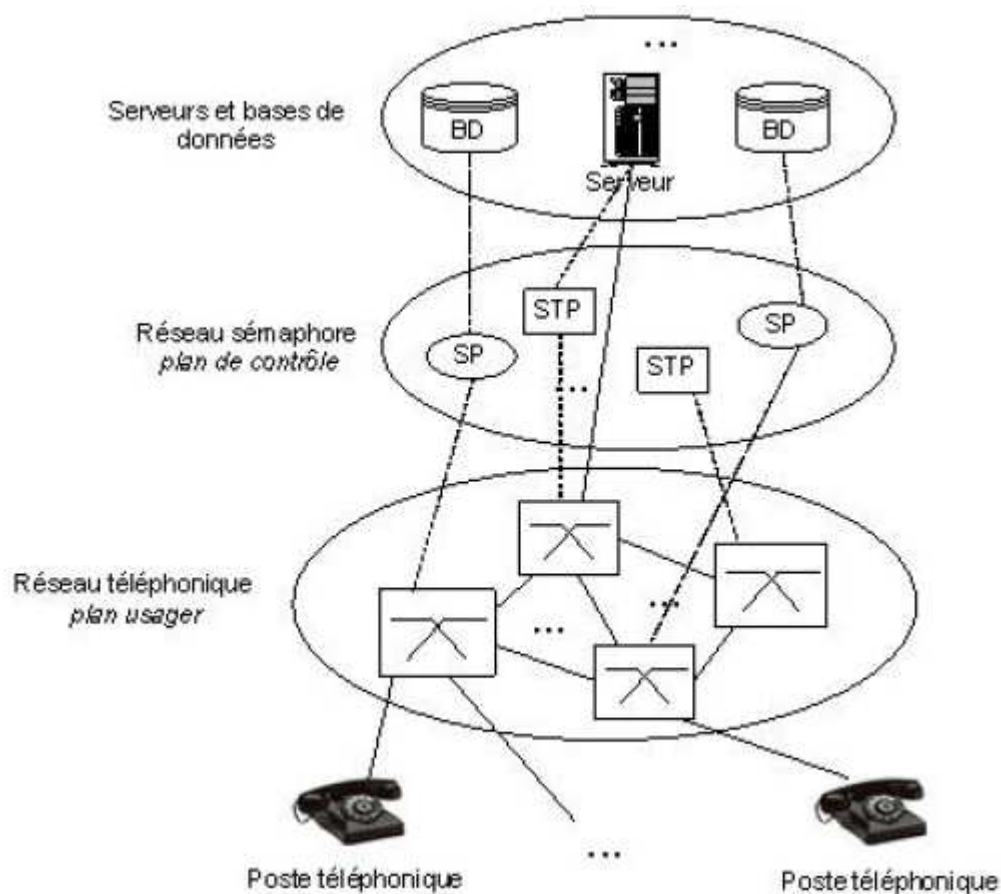 ...
BD
BD
Serveurs et bases de
données
Serveur
STP
SP
Réseau sémaphore
plan de contrôle
SP
STP
...
Réseau téléphonique
plan usager
...
...
...
Poste téléphonique
Poste téléphonique